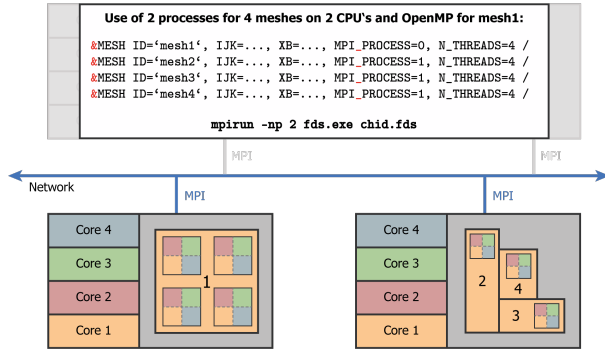 Use of 2 processes for 4 meshes on 2 CPU‘s and OpenMP for mesh1:
&MESH ID=‘mesh1‘, IJK=..., XB=..., MPI_PROCESS=0, N_THREADS=4 /
&MESH ID=‘mesh2‘, IJK=..., XB=..., MPI_PROCESS=1, N_THREADS=4 /
&MESH ID=‘mesh3‘, IJK=..., XB=..., MPI_PROCESS=1, N_THREADS=4 /
&MESH ID=‘mesh4‘, IJK=..., XB=..., MPI_PROCESS=1, N_THREADS=4 /
mpirun -np 2 fds.exe chid.fds
MPI
MPI
Network
MPI
MPI
Core 4
Core 3
Core 2
Core 1
1
Core 4
Core 3
Core 2
Core 1
2
4
3